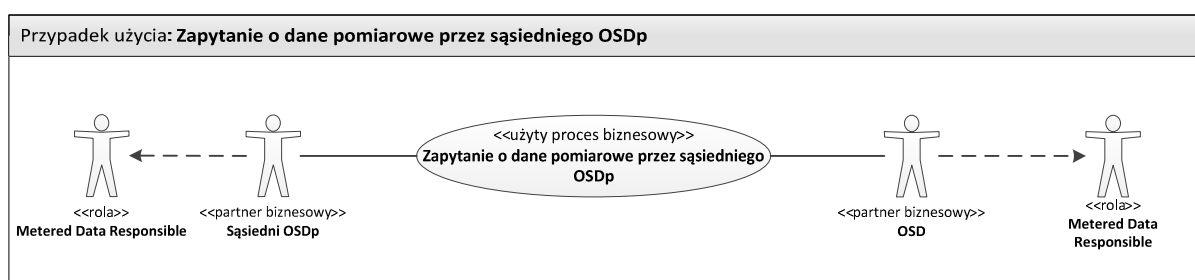 Przypadek użycia: Zapytanie o dane pomiarowe przez sąsiedniego OSDp
<<użyty proces biznesowy>>
Zapytanie o dane pomiarowe przez sąsiedniego
OSDp
<<rola>>
Metered Data Responsible
<<partner biznesowy>>
Sąsiedni OSDp
<<partner biznesowy>>
OSD
<<rola>>
Metered Data
Responsible